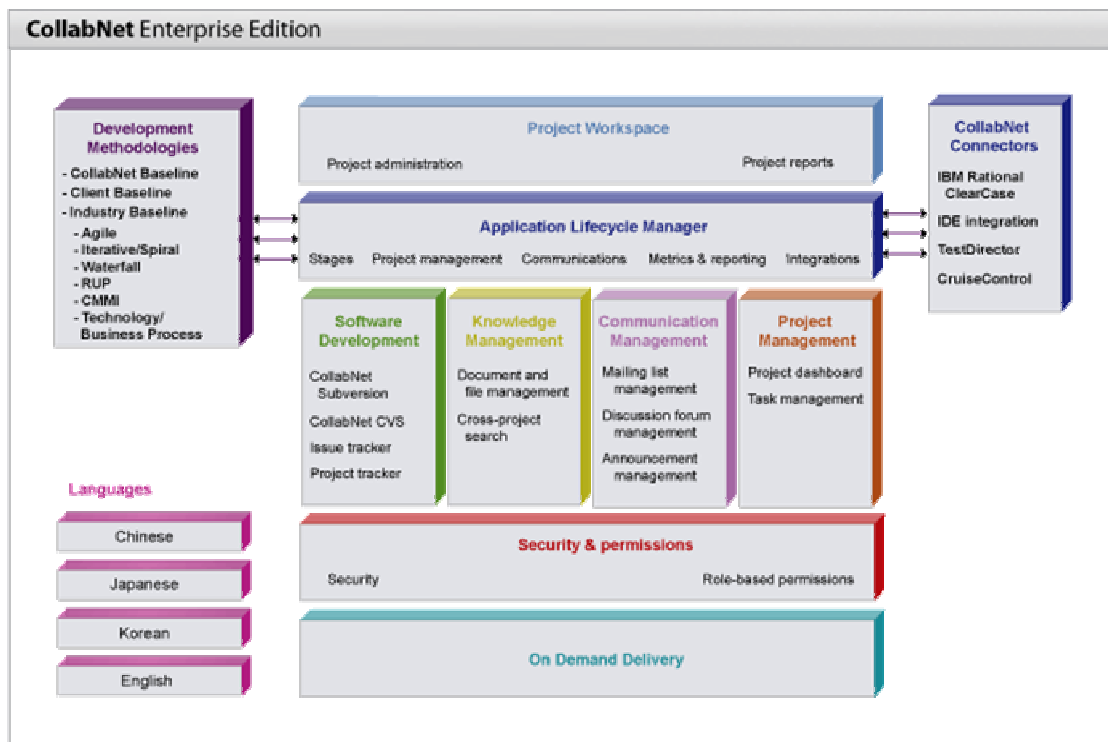 CollabNet Enterprise Edition
Development
Methodologies
- CollabNet Baseline
- Client Baseline
- Industry Baseline
- Agile
- Iterative/Spiral
- Waterfall
- RUP
- CMMI
- Technology/
Business Process
Project Workspace
Project administration
Project reports
Application Lifecycle Manager
Stages
Project management
Communications
Metrics & reporting
Integrations
CollabNet
Connectors
IBM Rational
ClearCase
IDE integration
TestDirector
CruiseControl
Software
Development
CollabNet
Subversion
CollabNet CVS
Issue tracker
Project tracker
Knowledge
Management
Document and
file management
Cross-project
search
Communication
Management
Mailing list
management
Discussion forum
management
Announcement
management
Project
Management
Project dashboard
Task management
Languages
Chinese
Japanese
Korean
English
Security & permissions
Security
Role-based permissions
On Demand Delivery